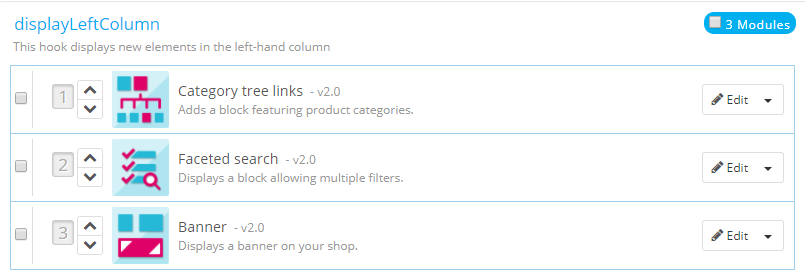 displayLeftColumn
3 Modules
This hook displays new elements in the left-hand column
1
Category tree links - v2.0
Adds a block featuring product categories.
Edit
2
Faceted search - v2.0
Displays a block allowing multiple filters.
Edit
3
Banner - v2.0
Displays a banner on your shop.
Edit